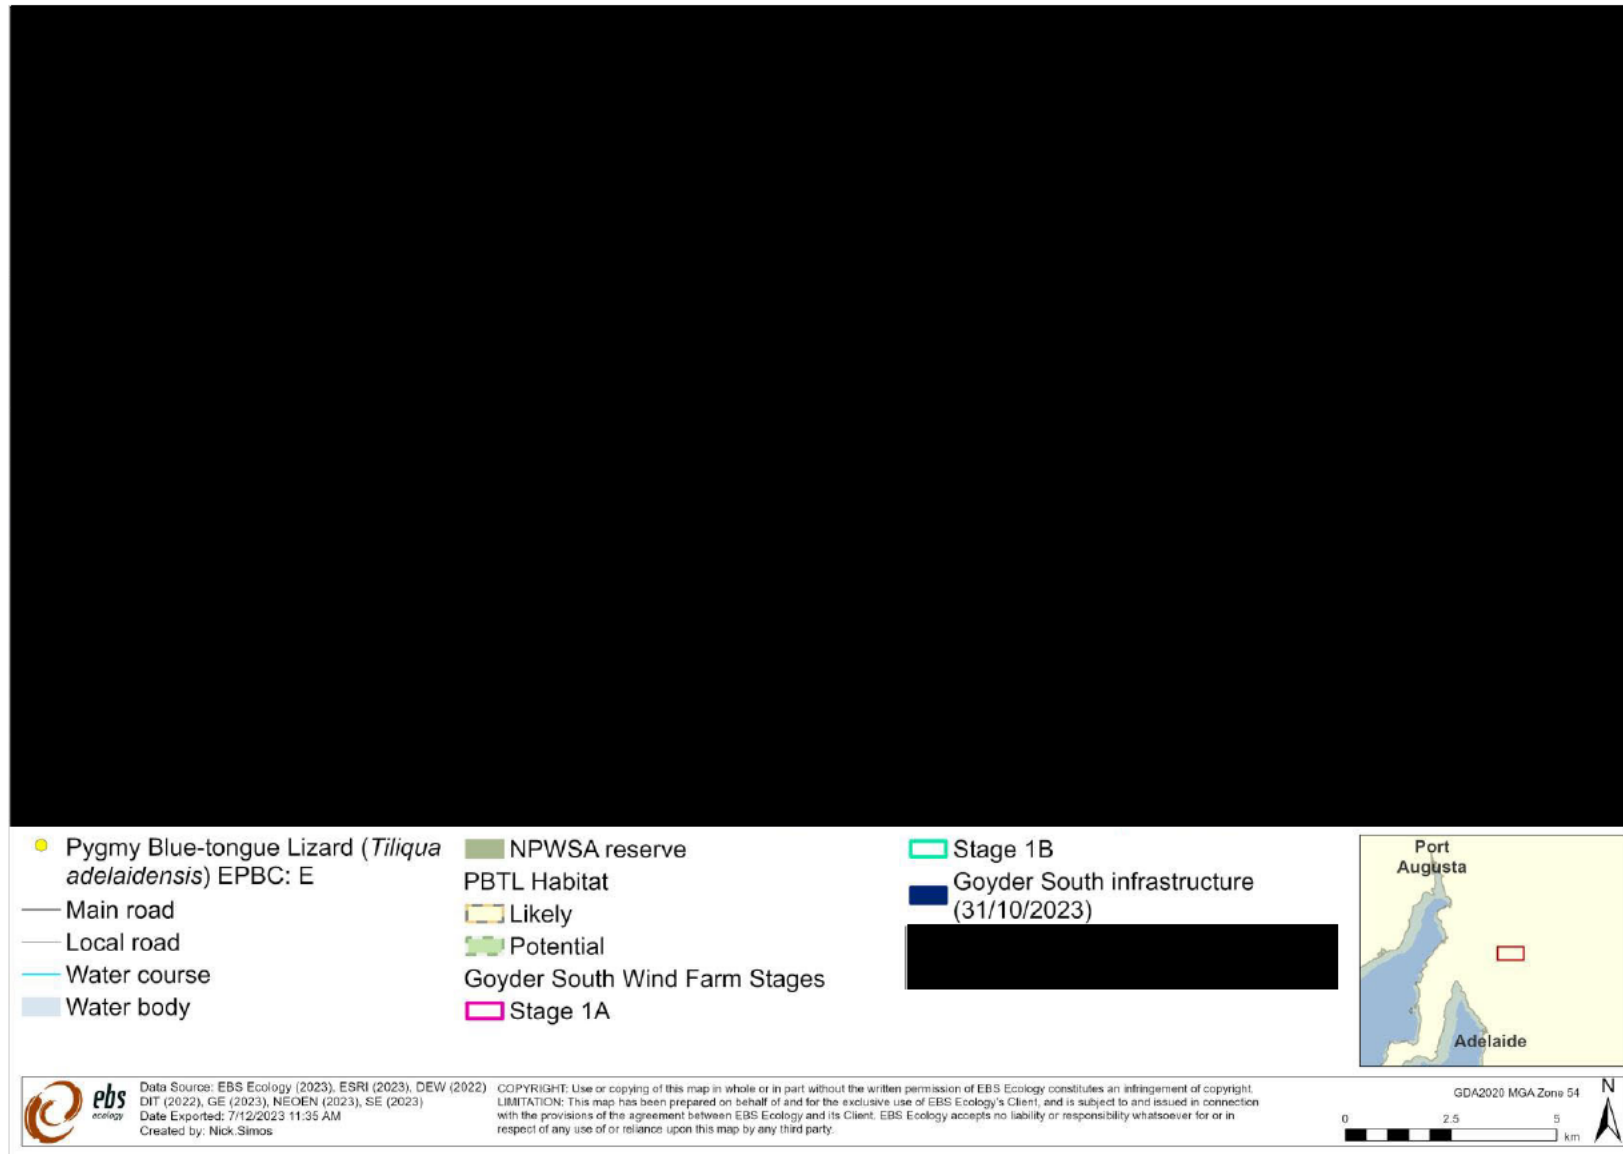 Pygmy Blue-tongue Lizard (Tiliqua
adelaidensis) EPBC: E
Main road
Local road
Water course
Water body
NPWSA reserve
PBTL Habitat
Likely
Potential
Goyder South Wind Farm Stages
Stage 1A
Stage 1B
Goyder South infrastructure
(31/10/2023)
Port
Augusta
Adelaide
ebs
ecology
Data Source: EBS Ecology (2023), ESRI (2023), DEW (2022)
DIT (2022), GE (2023), NEOEN (2023), SE (2023)
Date Exported: 7/12/2023 11:35 AM
Created by: Nick.Simos
COPYRIGHT: Use or copying of this map in whole or in part without the written permission of EBS Ecology constitutes an infringement of copyright.
LIMITATION: This map has been prepared on behalf of and for the exclusive use of EBS Ecology's Client, and is subject to and issued in connection
with the provisions of the agreement between EBS Ecology and its Client. EBS Ecology accepts no liability or responsibility whatsoever for or in
respect of any use of or reliance upon this map by any third party.
GDA2020 MGA Zone 54
N
0 2.5 5
km